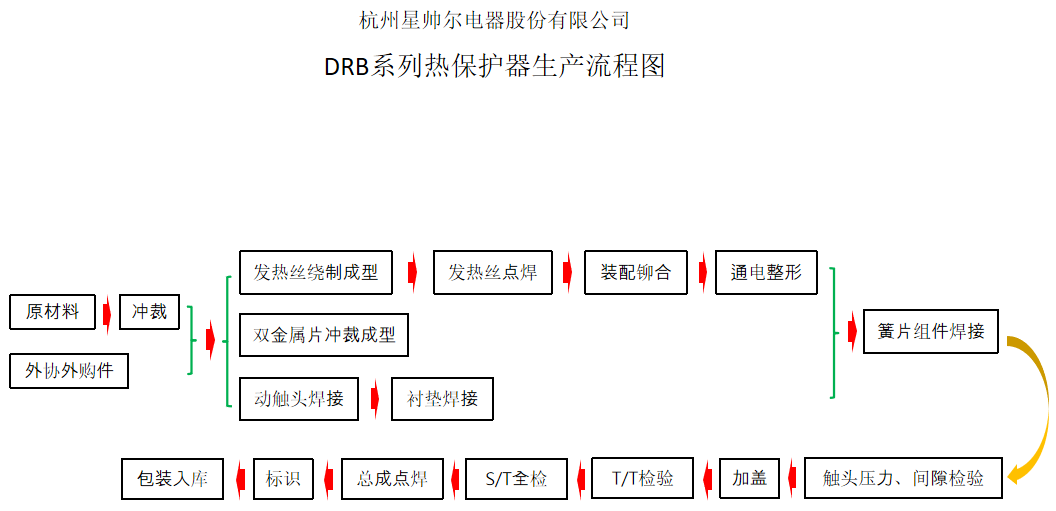 杭州星帅尔电器股份有限公司
DRB系列热保护器生产流程图
原材料
冲裁
外协外购件
发热丝绕制成型
发热丝点焊
装配铆合
通电整形
双金属片冲裁成型
动触头焊接
衬垫焊接
簧片组件焊接
触头压力、间隙检验
加盖
T/T检验
S/T全检
总成点焊
标识
包装入库